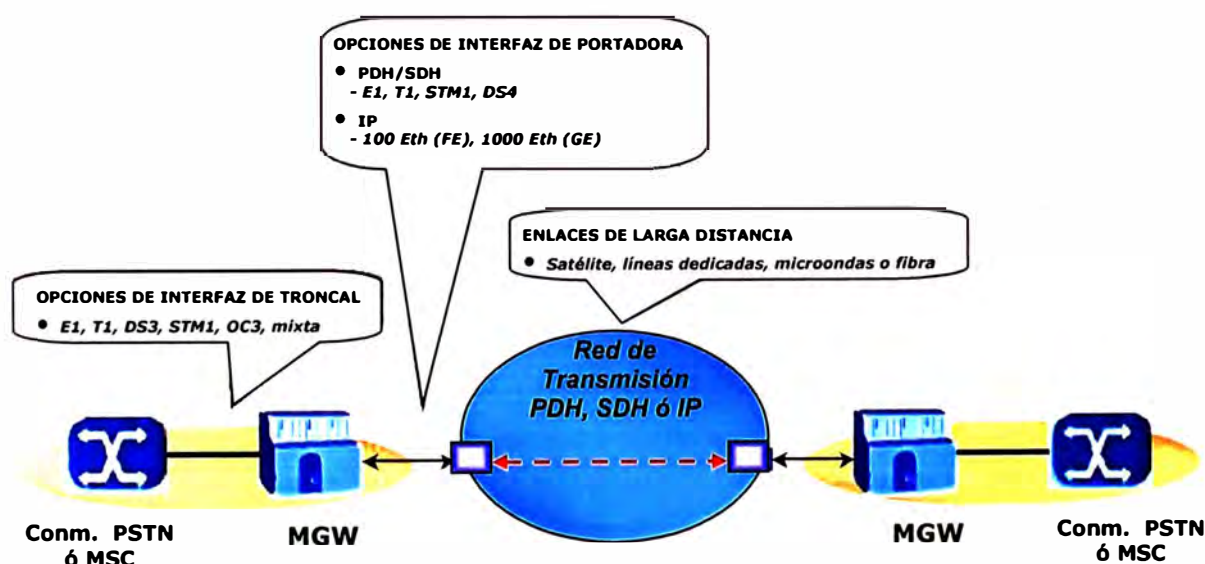 OPCIONES DE INTERFAZ DE PORTADORA
• PDH/SDH
- E1, T1, STM1, DS4
• IP
- 100 Eth (FE), 1000 Eth (GE)
ENLACES DE LARGA DISTANCIA
• Satélite, líneas dedicadas, microondas o fibra
OPCIONES DE INTERFAZ DE TRONCAL
• E1, T1, DS3, STM1, OC3, mixta
Red de
Transmisión
PDH, SDH ó IP
Conm. PSTN
ó MSC
MGW
MGW
Conm. PSTN
ó MSC